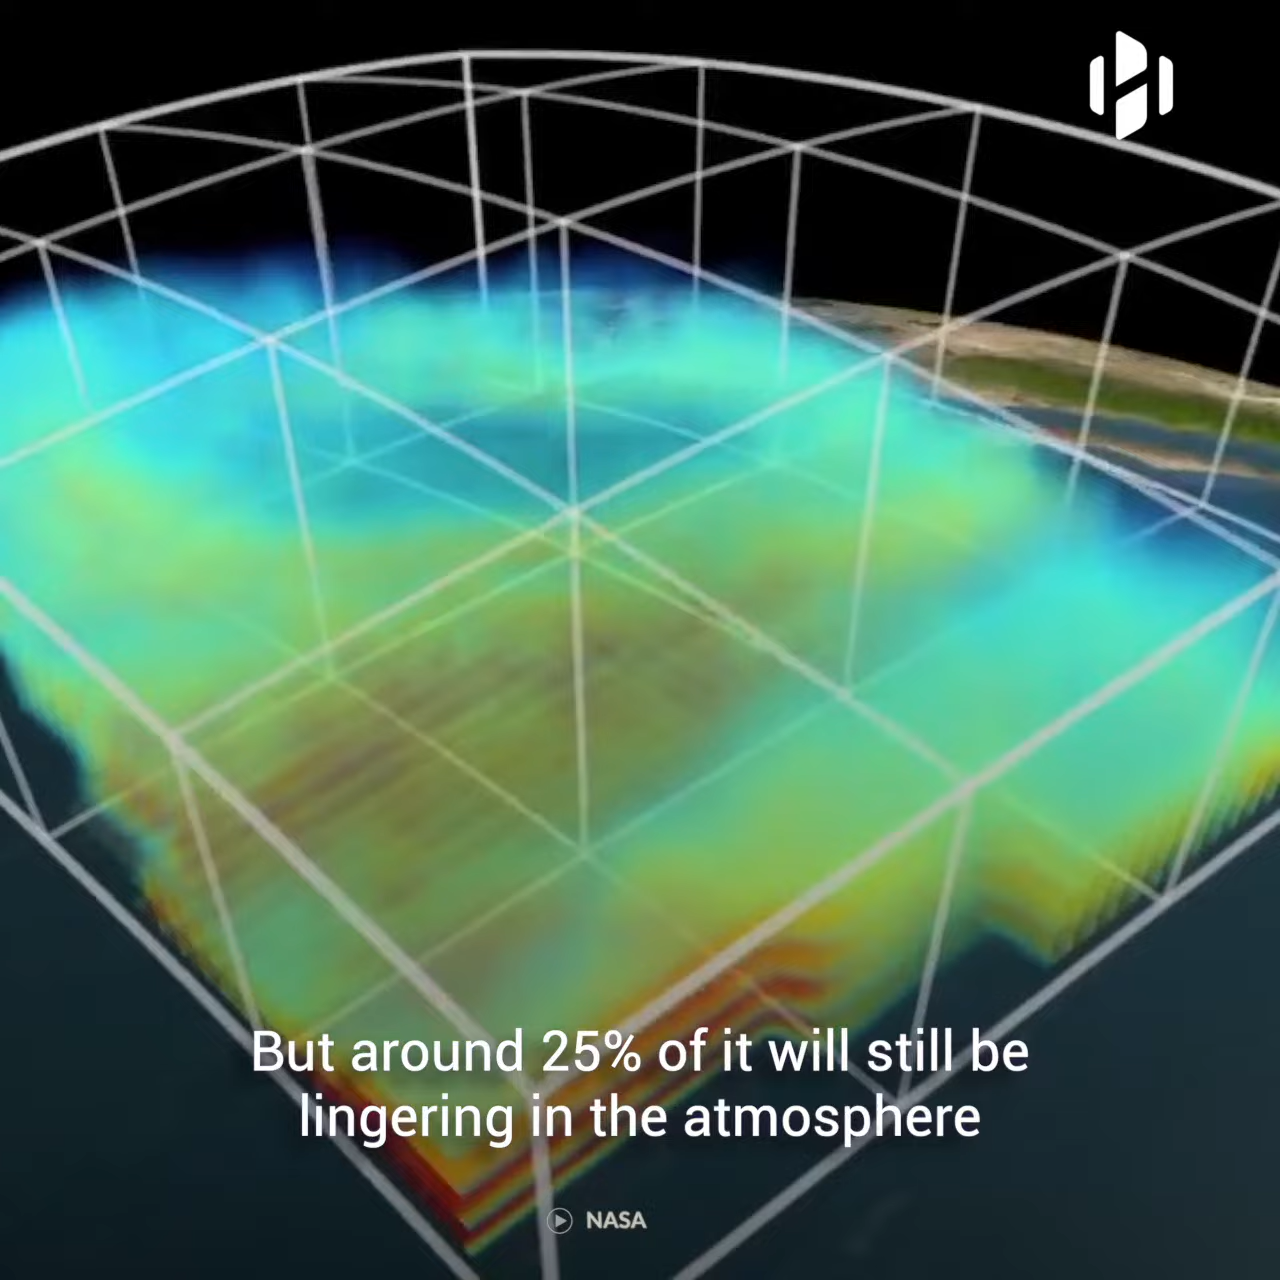 But around 25% of it will still be
lingering in the atmosphere
NASA